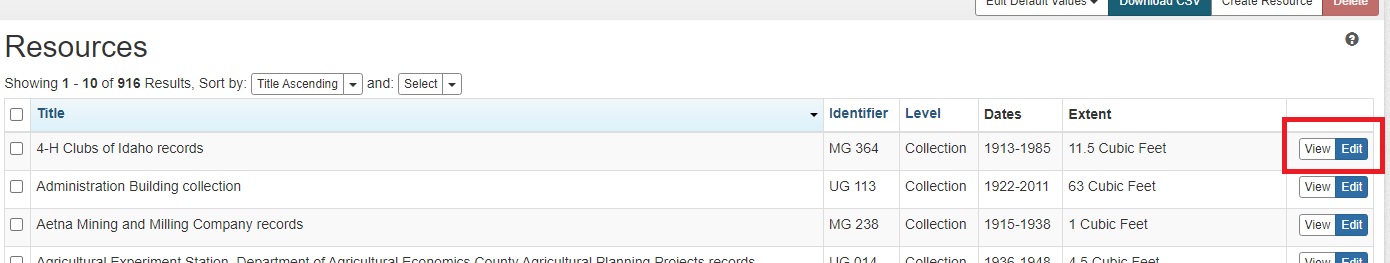 Edit Default Values Download CSV Create Resource Delete
Resources
Showing 1 - 10 of 916 Results, Sort by: Title Ascending and: Select
Title Identifier Level Dates Extent
4-H Clubs of Idaho records MG 364 Collection 1913-1985 11.5 Cubic Feet View Edit
Administration Building collection UG 113 Collection 1922-2011 63 Cubic Feet View Edit
Aetna Mining and Milling Company records MG 238 Collection 1915-1938 1 Cubic Feet View Edit
Agricultural Experiment Station, Department of Agricultural Economics County Agricultural Planning Projects records UG 014 Collection 1936-1948 4.5 Cubic Feet View Edit